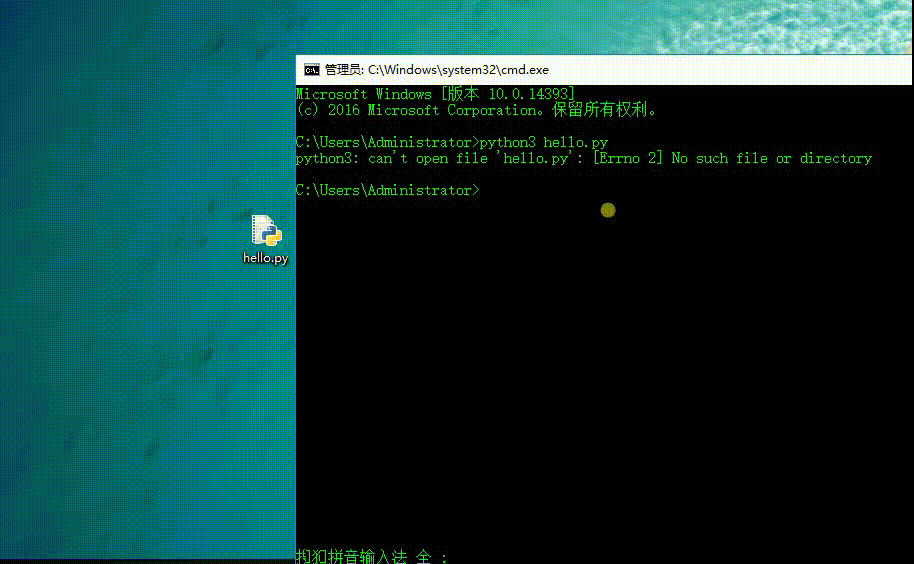 管理员: C:\Windows\system32\cmd.exe
Microsoft Windows [版本 10.0.14393]
(c) 2016 Microsoft Corporation。保留所有权利。
C:\Users\Administrator>python3 hello.py
python3: can't open file 'hello.py': [Errno 2] No such file or directory
C:\Users\Administrator>
hello.py
搜狗拼音输入法 全 :